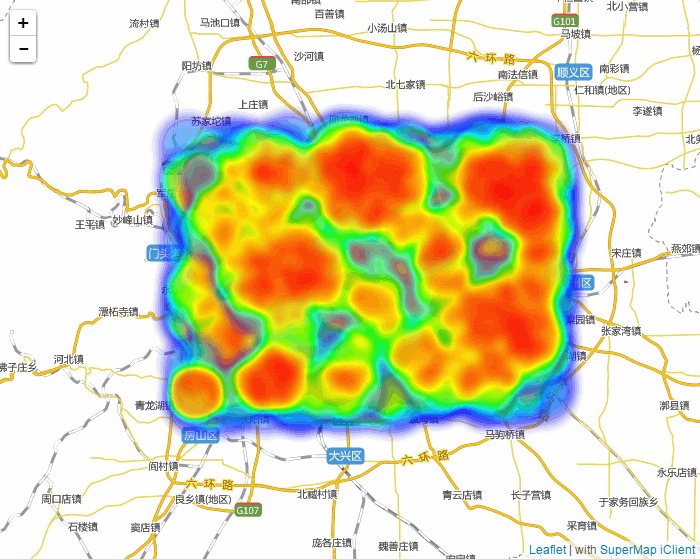 +
−
流村镇
马池口镇
百善镇
小汤山镇
G101
北小营镇
马坡镇
阳坊镇
G7
沙河镇
六环路
顺义区
南彩镇
南法信镇
北七家镇
仁和镇(地区)
后沙峪镇
上庄镇
李遂镇
苏家坨镇
王平镇
妙峰山镇
宋庄镇
燕郊镇
潭柘寺镇
张家湾镇
河北镇
佛子庄乡
青龙湖镇
漷县镇
房山区
马驹桥镇
大兴区
六环路
阎村镇
永乐店镇
六环路
周口店镇
良乡镇(地区)
北臧村镇
青云店镇
长子营镇
于家务回族乡
G107
石楼镇
窦店镇
采育镇
庞各庄镇
魏善庄镇
Leaflet | with SuperMap iClient